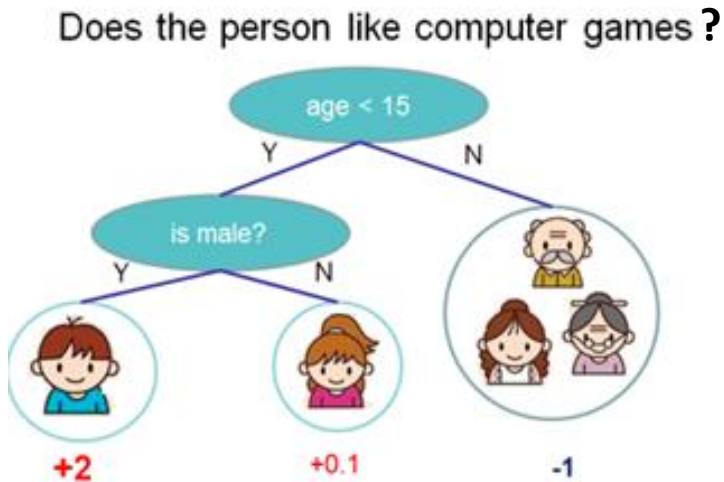 Does the person like computer games ?
age < 15
Y
N
is male?
Y
N
+2
+0.1
-1